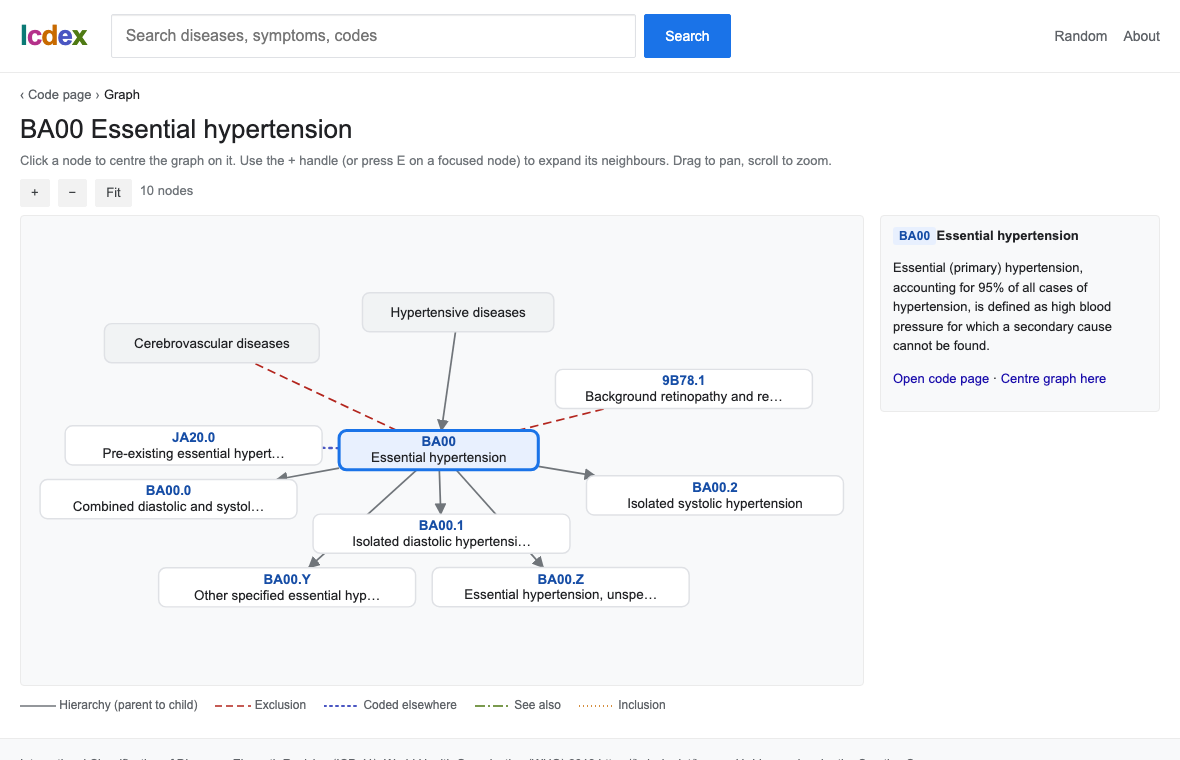 Icdex
Search diseases, symptoms, codes
Search
Random
About
‹ Code page › Graph
BA00 Essential hypertension
Click a node to centre the graph on it. Use the + handle (or press E on a focused node) to expand its neighbours. Drag to pan, scroll to zoom.
+
−
Fit
10 nodes
Hypertensive diseases
Cerebrovascular diseases
9B78.1
Background retinopathy and re…
JA20.0
Pre-existing essential hypert…
BA00
Essential hypertension
BA00.0
Combined diastolic and systol…
BA00.2
Isolated systolic hypertension
BA00.1
Isolated diastolic hypertensi…
BA00.Y
Other specified essential hyp…
BA00.Z
Essential hypertension, unspe…
BA00 Essential hypertension
Essential (primary) hypertension,
accounting for 95% of all cases of
hypertension, is defined as high blood
pressure for which a secondary cause
cannot be found.
Open code page · Centre graph here
Hierarchy (parent to child)
Exclusion
Coded elsewhere
See also
Inclusion